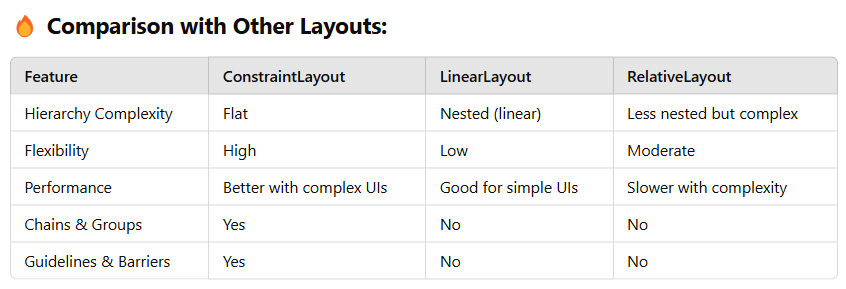 🔥 Comparison with Other Layouts:
Feature ConstraintLayout LinearLayout RelativeLayout
Hierarchy Complexity Flat Nested (linear) Less nested but complex
Flexibility High Low Moderate
Performance Better with complex UIs Good for simple UIs Slower with complexity
Chains & Groups Yes No No
Guidelines & Barriers Yes No No